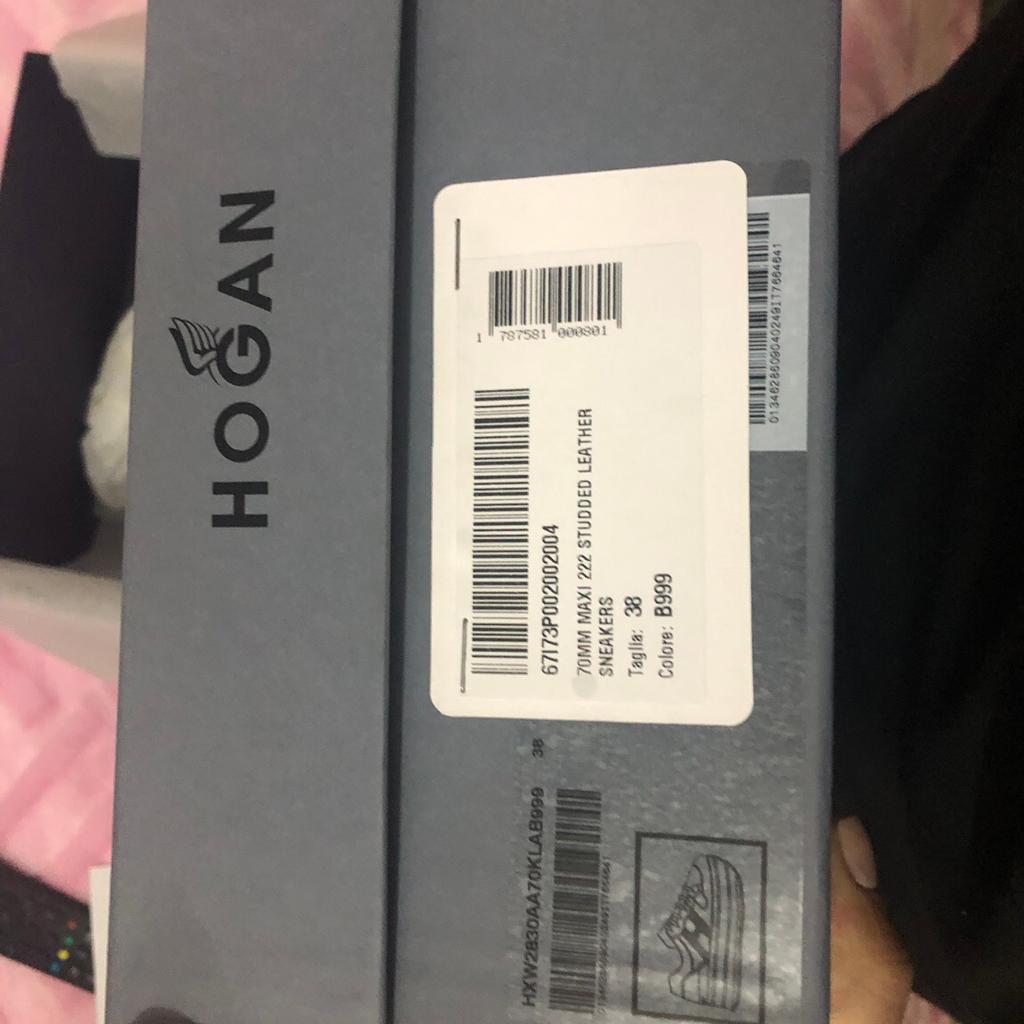 HOGAN
1 787581 000801
67I73P002002004
70MM MAXI 222 STUDDED LEATHER
SNEAKERS
Taglia: 38
Colore: B999
HXW2830AA70KLAB999 38